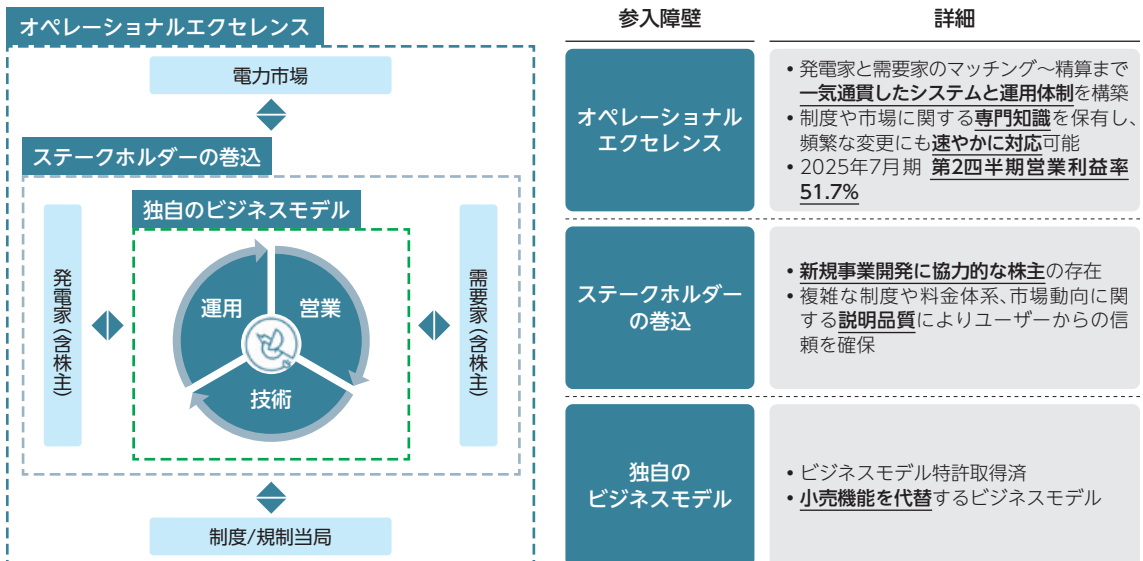 オペレーショナルエクセレンス
電力市場
ステークホルダーの巻込
独自のビジネスモデル
発電家(含株主)
運用
営業
技術
需要家(含株主)
制度/規制当局
参入障壁
詳細
オペレーショナル
エクセレンス
• 発電家と需要家のマッチング～精算まで
一気通貫したシステムと運用体制を構築
• 制度や市場に関する専門知識を保有し、
頻繁な変更にも速やかに対応可能
• 2025年7月期 第2四半期営業利益率
51.7%
ステークホルダー
の巻込
• 新規事業開発に協力的な株主の存在
• 複雑な制度や料金体系、市場動向に関
する説明品質によりユーザーからの信
頼を確保
独自の
ビジネスモデル
• ビジネスモデル特許取得済
• 小売機能を代替するビジネスモデル